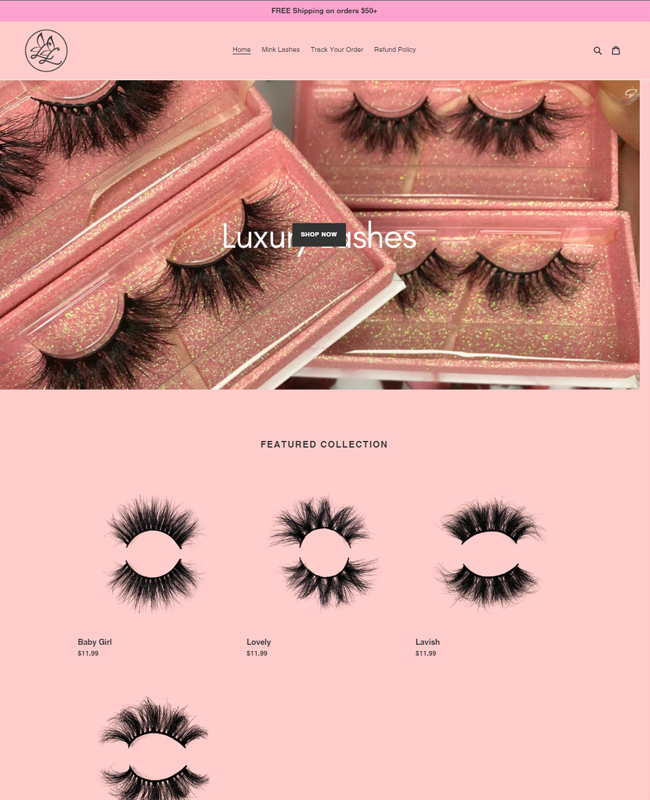 FREE Shipping on orders $50+
Home Mink Lashes Track Your Order Refund Policy
Luxury Lashes
SHOP NOW
FEATURED COLLECTION
Baby Girl
$11.99
Lovely
$11.99
Lavish
$11.99